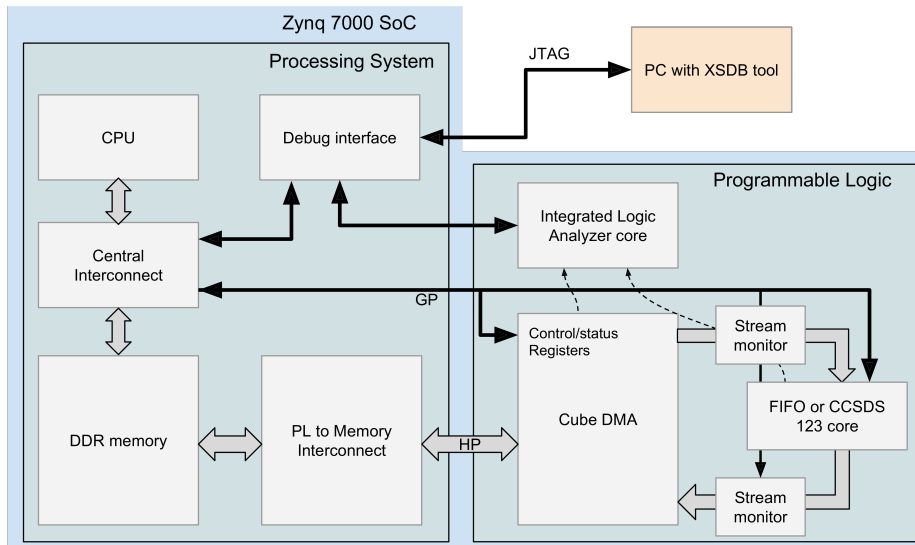 Zynq 7000 SoC
Processing System
JTAG
PC with XSDB tool
CPU
Debug interface
Programmable Logic
Integrated Logic
Analyzer core
Central
Interconnect
GP
Control/status
Registers
Stream
monitor
DDR memory
PL to Memory
Interconnect
HP
Cube DMA
FIFO or CCSDS
123 core
Stream
monitor